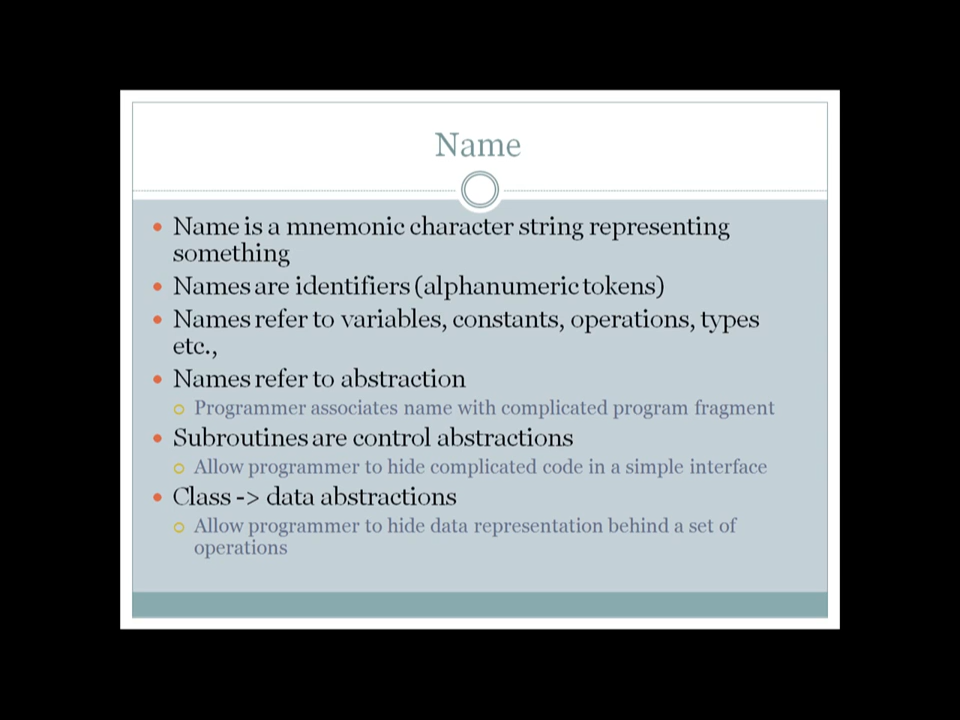 Name
Name is a mnemonic character string representing
something
Names are identifiers (alphanumeric tokens)
Names refer to variables, constants, operations, types
etc.,
Names refer to abstraction
Programmer associates name with complicated program fragment
Subroutines are control abstractions
Allow programmer to hide complicated code in a simple interface
Class -> data abstractions
Allow programmer to hide data representation behind a set of
operations